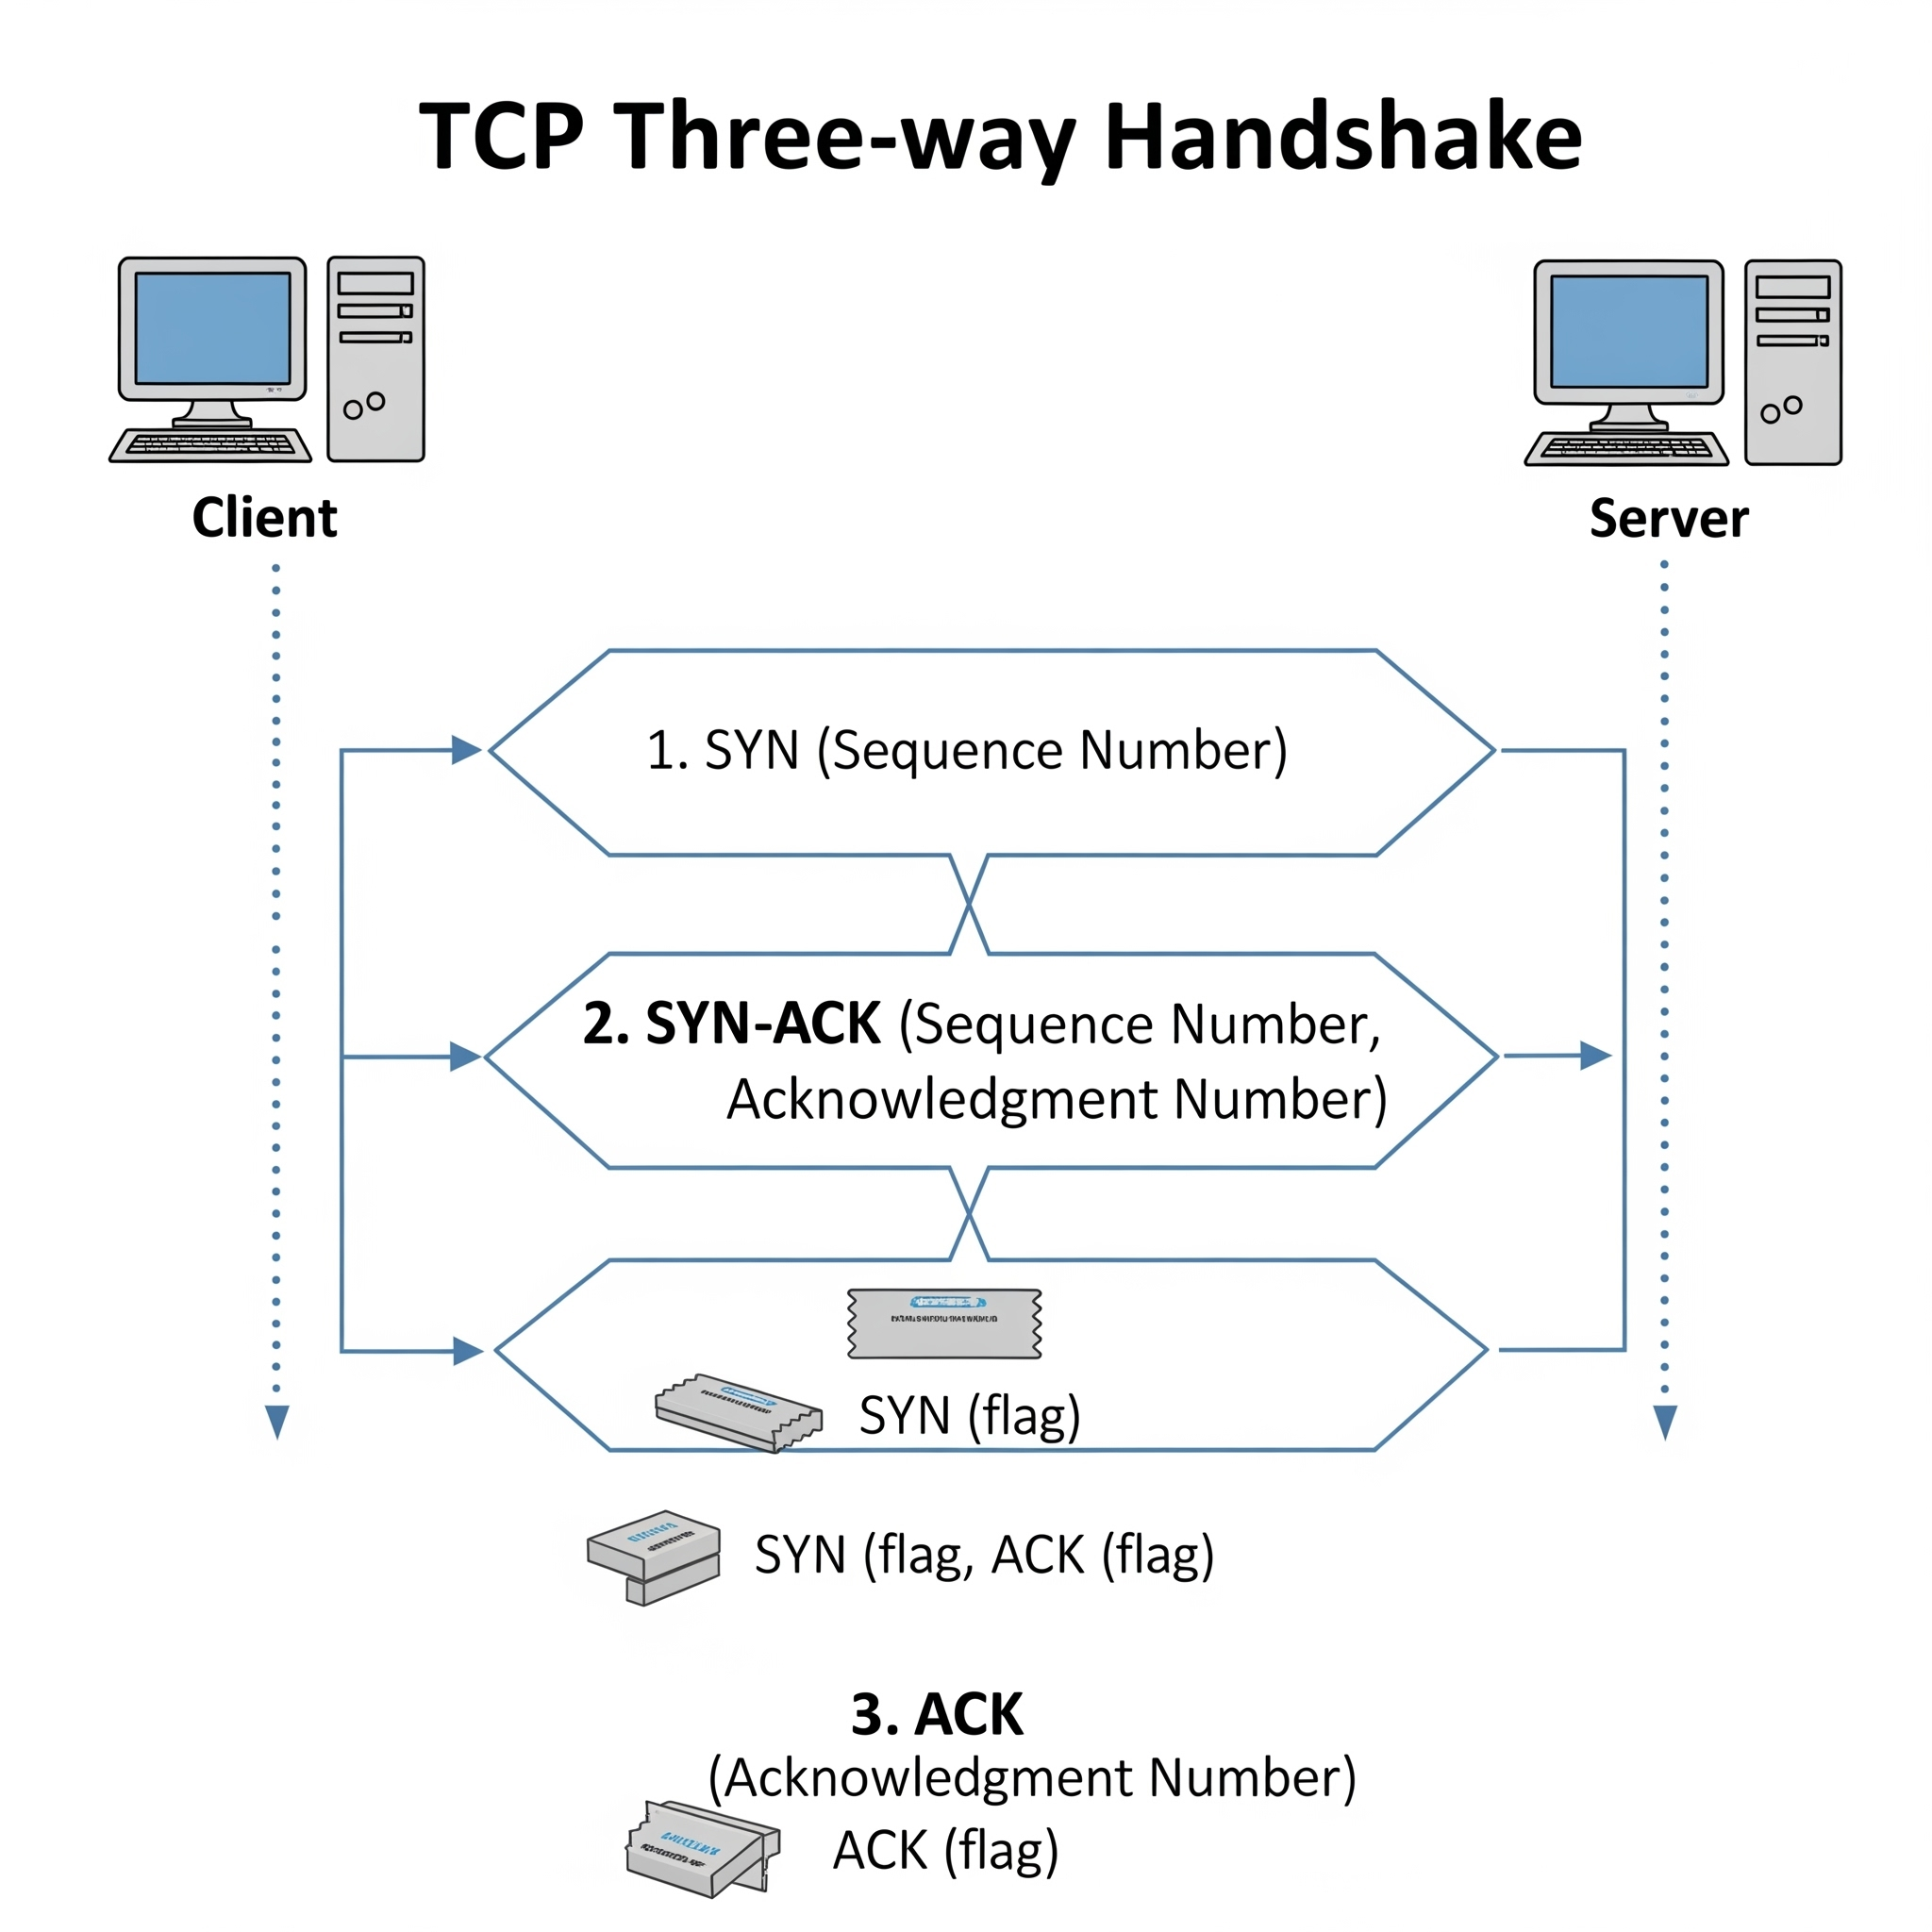 TCP Three-way Handshake
Client
Server
1. SYN (Sequence Number)
2. SYN-ACK (Sequence Number,
Acknowledgment Number)
SYN (flag)
SYN (flag, ACK (flag)
3. ACK
(Acknowledgment Number)
ACK (flag)